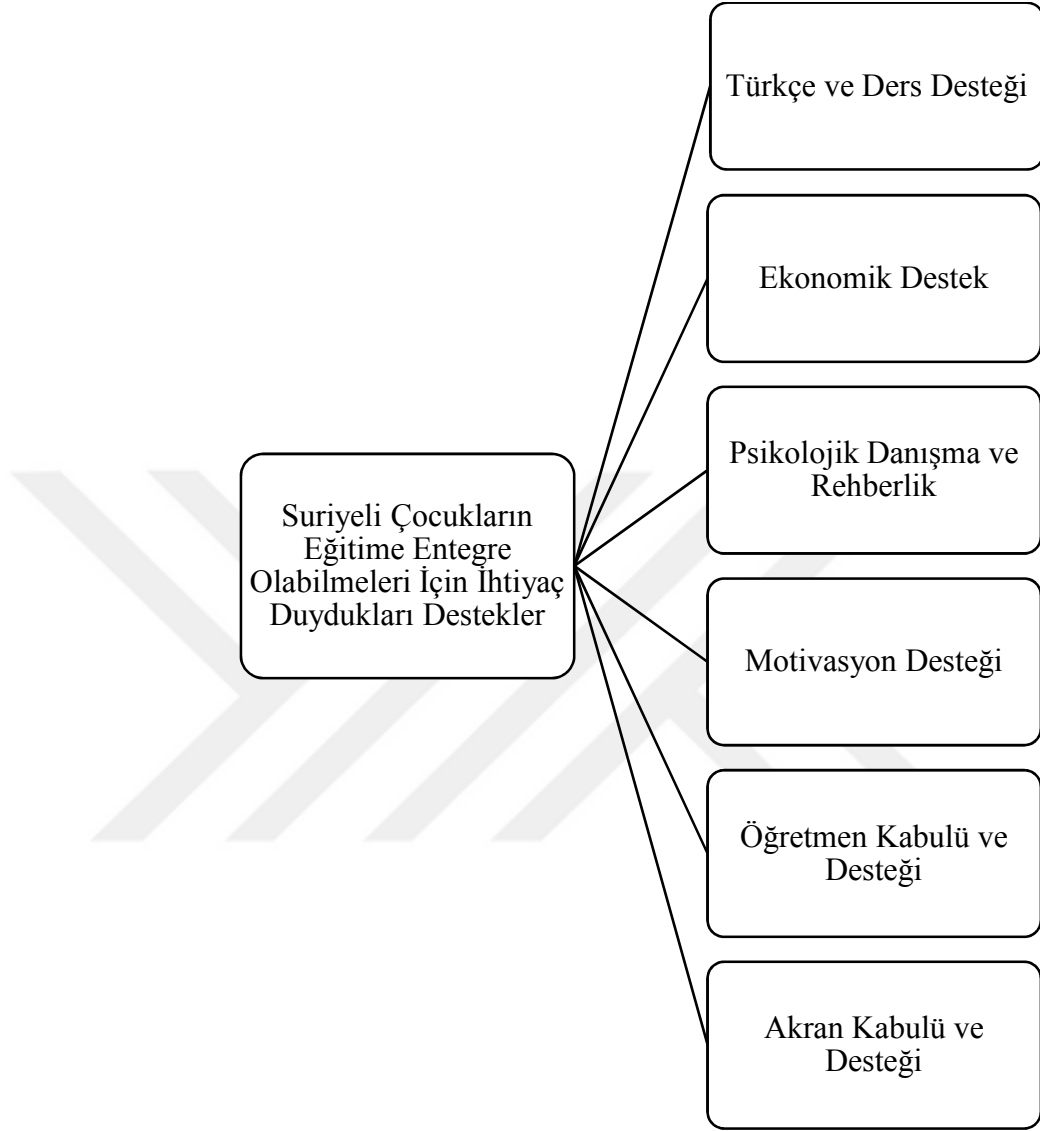 Türkçe ve Ders Desteği
Ekonomik Destek
Psikolojik Danışma ve
Rehberlik
Suriyeli Çocukların
Eğitime Entegre
Olabilmeleri İçin İhtiyaç
Duydukları Destekler
Motivasyon Desteği
Öğretmen Kabulü ve
Desteği
Akran Kabulü ve
Desteği